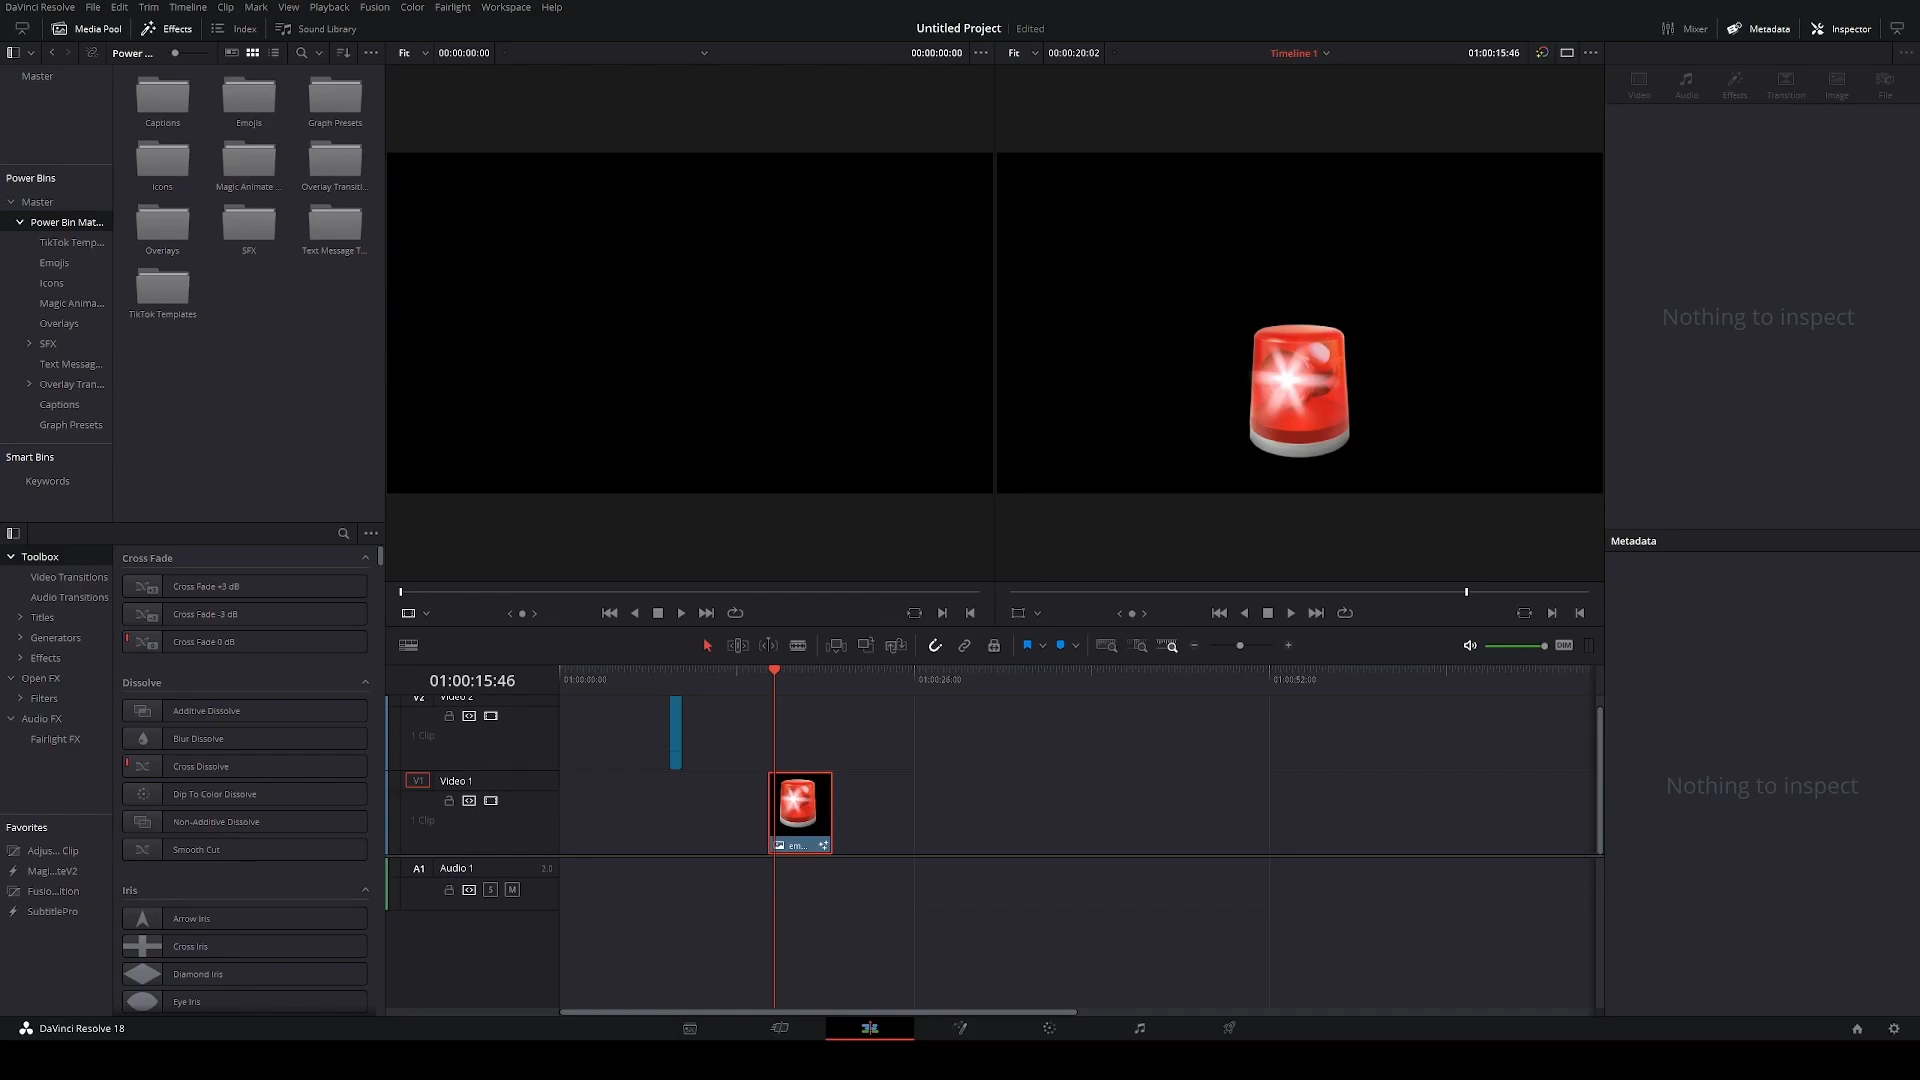 DaVinci Resolve File Edit Trim Timeline Clip Mark View Playback Fusion Color Fairlight Workspace Help
Media Pool Effects Index Sound Library Untitled Project Edited Mixer Metadata Inspector
Power ... Fit 00:00:00:00 00:00:00:00 Fit 00:00:20:02 Timeline 1 01:00:15:46
Master
Captions Emojis Graph Presets
Icons Magic Animate ... Overlay Transiti...
Overlays SFX Text Message T...
TikTok Templates
Power Bins
Master
Power Bin Mat...
TikTok Temp...
Emojis
Icons
Magic Anima...
Overlays
SFX
Text Messag...
Overlay Tran...
Captions
Graph Presets
Smart Bins
Keywords
Video Audio Effects Transition Image File
Nothing to inspect
Metadata
Nothing to inspect
Toolbox
Video Transitions
Audio Transitions
Titles
Generators
Effects
Open FX
Filters
Audio FX
Fairlight FX
Favorites
Adjus... Clip
Magi...teV2
Fusio...ition
SubtitlePro
Cross Fade
Cross Fade +3 dB
Cross Fade -3 dB
Cross Fade 0 dB
Dissolve
Additive Dissolve
Blur Dissolve
Cross Dissolve
Dip To Color Dissolve
Non-Additive Dissolve
Smooth Cut
Iris
Arrow Iris
Cross Iris
Diamond Iris
Eye Iris
DIM
01:00:15:46 01:00:00:00 01:00:26:00 01:00:52:00
V2 Video 2
1 Clip
V1 Video 1
1 Clip
em...
A1 Audio 1 2.0
S M
DaVinci Resolve 18